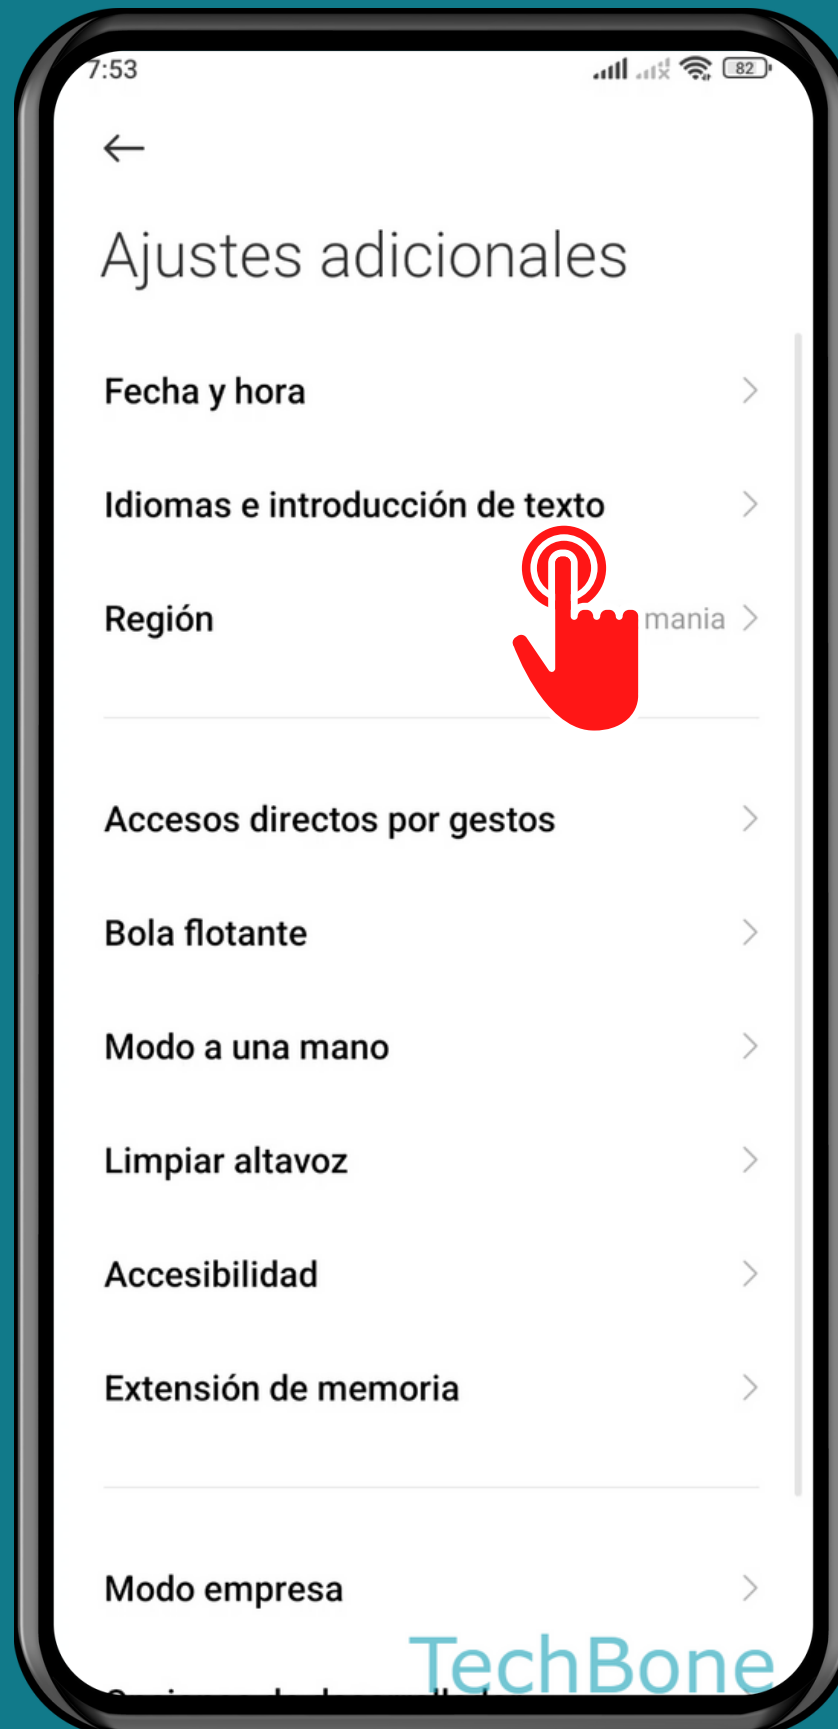 7:53
82
Ajustes adicionales
Fecha y hora
Idiomas e introducción de texto
Región
mania
Accesos directos por gestos
Bola flotante
Modo a una mano
Limpiar altavoz
Accesibilidad
Extensión de memoria
Modo empresa
TechBone